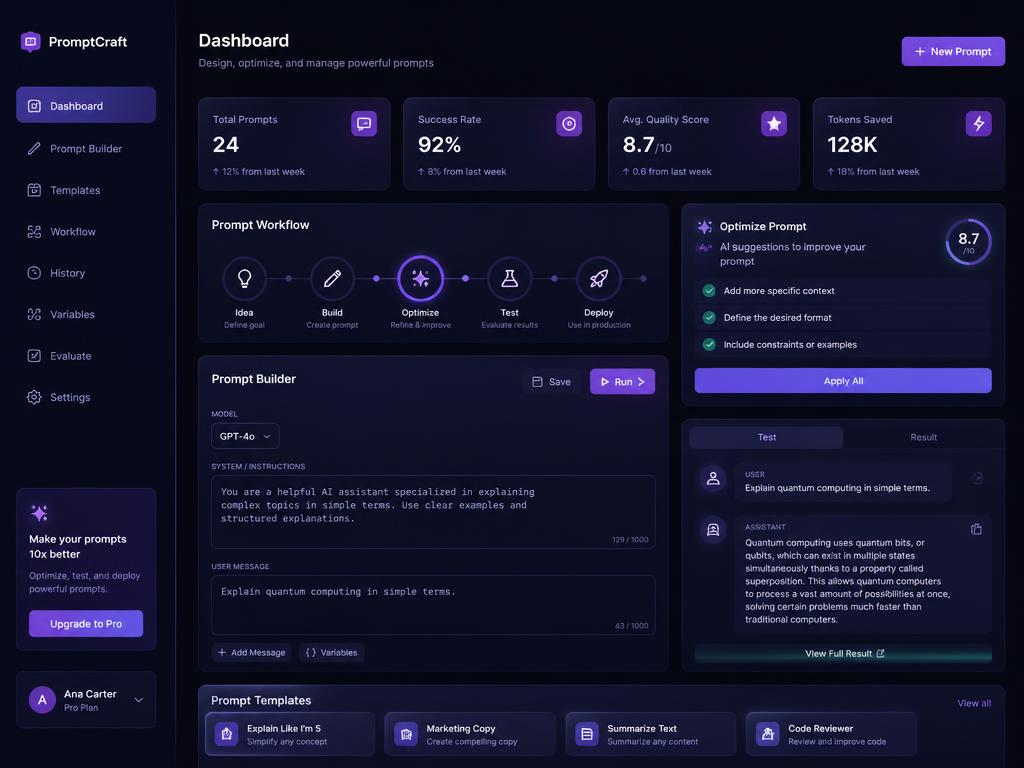 PromptCraft
Dashboard
Prompt Builder
Templates
Workflow
History
Variables
Evaluate
Settings
Make your prompts
10x better
Optimize, test, and deploy
powerful prompts.
Upgrade to Pro
A
Ana Carter
Pro Plan
Dashboard
Design, optimize, and manage powerful prompts
+ New Prompt
Total Prompts
24
↑ 12% from last week
Success Rate
92%
↑ 8% from last week
Avg. Quality Score
8.7/10
↑ 0.6 from last week
Tokens Saved
128K
↑ 18% from last week
Prompt Workflow
Idea
Define goal
Build
Create prompt
Optimize
Refine & improve
Test
Evaluate results
Deploy
Use in production
Optimize Prompt
AI suggestions to improve your
prompt
8.7
/10
Add more specific context
Define the desired format
Include constraints or examples
Apply All
Prompt Builder
Save
Run
MODEL
GPT-4o
SYSTEM / INSTRUCTIONS
You are a helpful AI assistant specialized in explaining
complex topics in simple terms. Use clear examples and
structured explanations.
129 / 1000
USER MESSAGE
Explain quantum computing in simple terms.
43 / 1000
+ Add Message
{ } Variables
Test
Result
USER
Explain quantum computing in simple terms.
ASSISTANT
Quantum computing uses quantum bits, or
qubits, which can exist in multiple states
simultaneously thanks to a property called
superposition. This allows quantum computers
to process a vast amount of possibilities at once,
solving certain problems much faster than
traditional computers.
View Full Result
Prompt Templates
View all
Explain Like I'm 5
Simplify any concept
Marketing Copy
Create compelling copy
Summarize Text
Summarize any content
Code Reviewer
Review and improve code